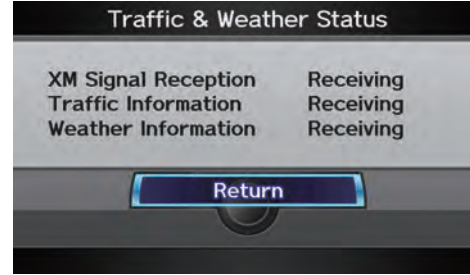 Traffic & Weather Status
XM Signal Reception Receiving
Traffic Information Receiving
Weather Information Receiving
Return